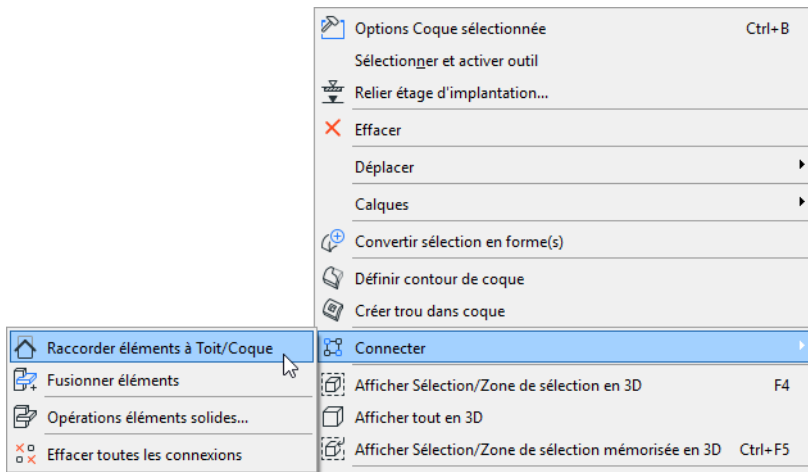 Options Coque sélectionnée Ctrl+B
Sélectionner et activer outil
Relier étage d'implantation...
Effacer
Déplacer
Calques
Convertir sélection en forme(s)
Définir contour de coque
Créer trou dans coque
Connecter
Raccorder éléments à Toit/Coque
Fusionner éléments
Opérations éléments solides...
Effacer toutes les connexions
Afficher Sélection/Zone de sélection en 3D F4
Afficher tout en 3D
Afficher Sélection/Zone de sélection mémorisée en 3D Ctrl+F5